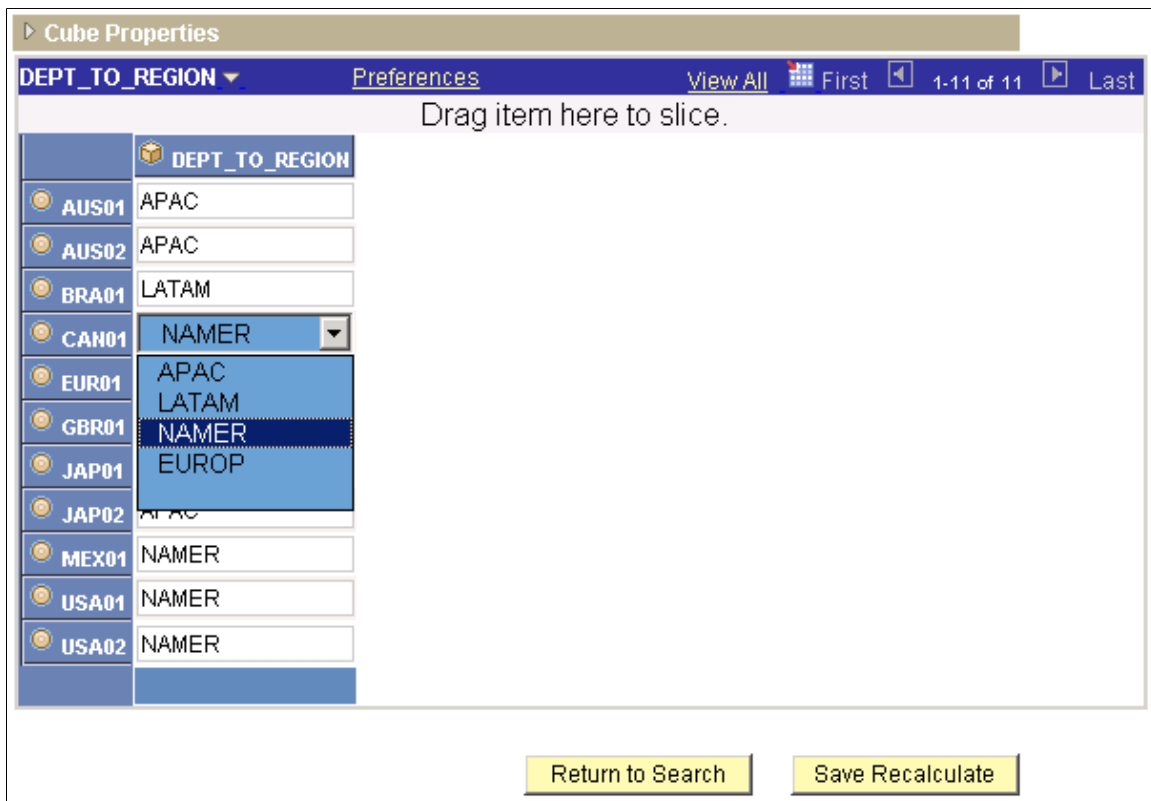 Cube Properties
DEPT_TO_REGION Preferences View All First 1-11 of 11 Last
Drag item here to slice.
DEPT_TO_REGION
AUS01 APAC
AUS02 APAC
BRA01 LATAM
CAN01 NAMER
EUR01 APAC
LATAM
GBR01 NAMER
JAP01 EUROP
JAP02 APAC
MEX01 NAMER
USA01 NAMER
USA02 NAMER
Return to Search Save Recalculate